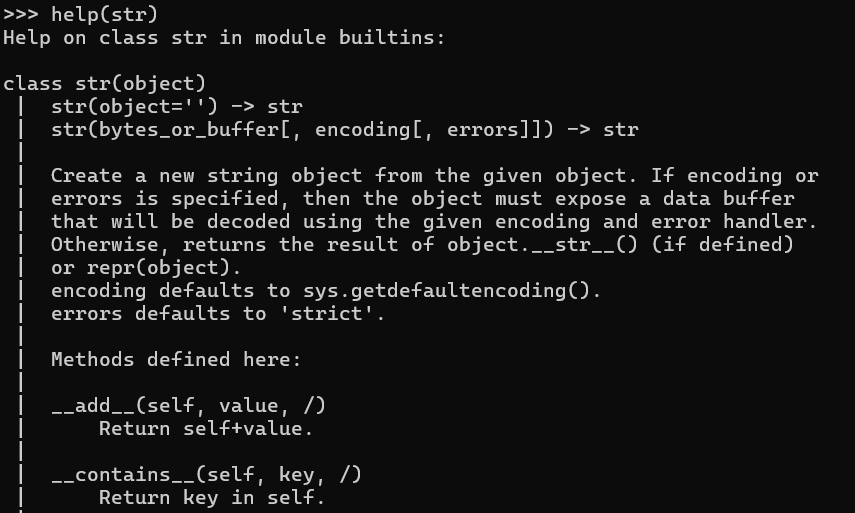 >>> help(str)
Help on class str in module builtins:

class str(object)
 |  str(object='') -> str
 |  str(bytes_or_buffer[, encoding[, errors]]) -> str
 |
 |  Create a new string object from the given object. If encoding or
 |  errors is specified, then the object must expose a data buffer
 |  that will be decoded using the given encoding and error handler.
 |  Otherwise, returns the result of object.__str__() (if defined)
 |  or repr(object).
 |  encoding defaults to sys.getdefaultencoding().
 |  errors defaults to 'strict'.
 |
 |  Methods defined here:
 |
 |  __add__(self, value, /)
 |      Return self+value.
 |
 |  __contains__(self, key, /)
 |      Return key in self.
 |